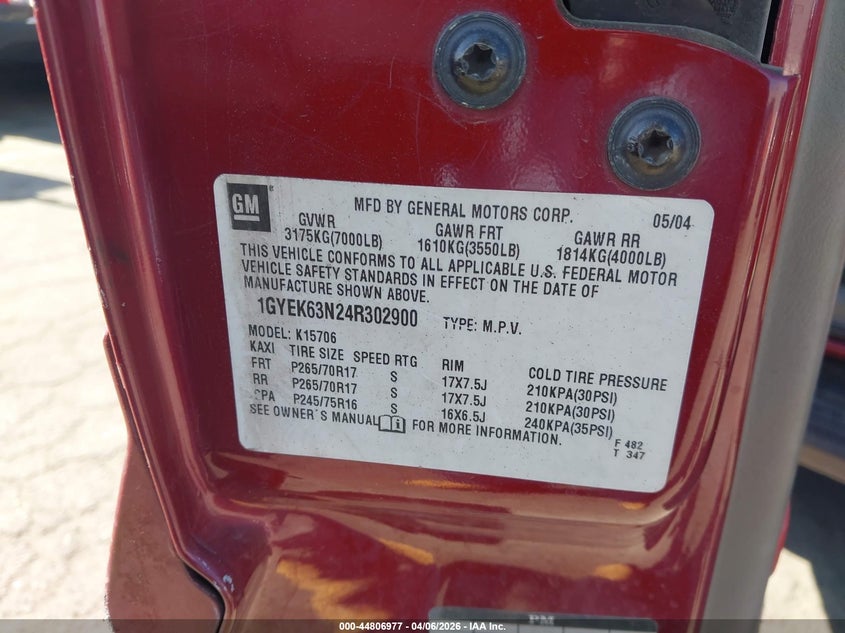 GM
MFD BY GENERAL MOTORS CORP. 05/04
GVWR GAWR FRT GAWR RR
3175KG(7000LB) 1610KG(3550LB) 1814KG(4000LB)
THIS VEHICLE CONFORMS TO ALL APPLICABLE U.S. FEDERAL MOTOR
VEHICLE SAFETY STANDARDS IN EFFECT ON THE DATE OF
MANUFACTURE SHOWN ABOVE.
1GYEK63N24R302900 TYPE: M.P.V.
MODEL: K15706
KAXI TIRE SIZE SPEED RTG RIM COLD TIRE PRESSURE
FRT P265/70R17 S 17X7.5J 210KPA(30PSI)
RR P265/70R17 S 17X7.5J 210KPA(30PSI)
SPA P245/75R16 S 16X6.5J 240KPA(35PSI)
SEE OWNER'S MANUAL i FOR MORE INFORMATION.
F 482
T 347
PM
000-44806977 - 04/06/2026 - IAA Inc.